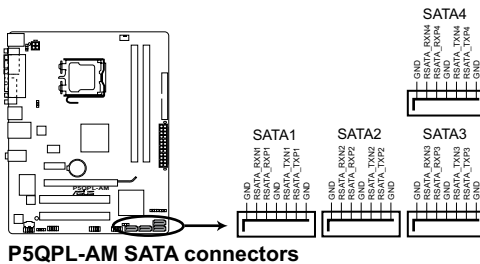 SATA4
GND
RSATA_RXN4
RSATA_RXP4
GND
RSATA_TXN4
RSATA_TXP4
GND
SATA1
GND
RSATA_RXN1
RSATA_RXP1
GND
RSATA_TXN1
RSATA_TXP1
GND
SATA2
GND
RSATA_RXN2
RSATA_RXP2
GND
RSATA_TXN2
RSATA_TXP2
GND
SATA3
GND
RSATA_RXN3
RSATA_RXP3
GND
RSATA_TXN3
RSATA_TXP3
GND
P5QPL-AM
ASUS
P5QPL-AM SATA connectors